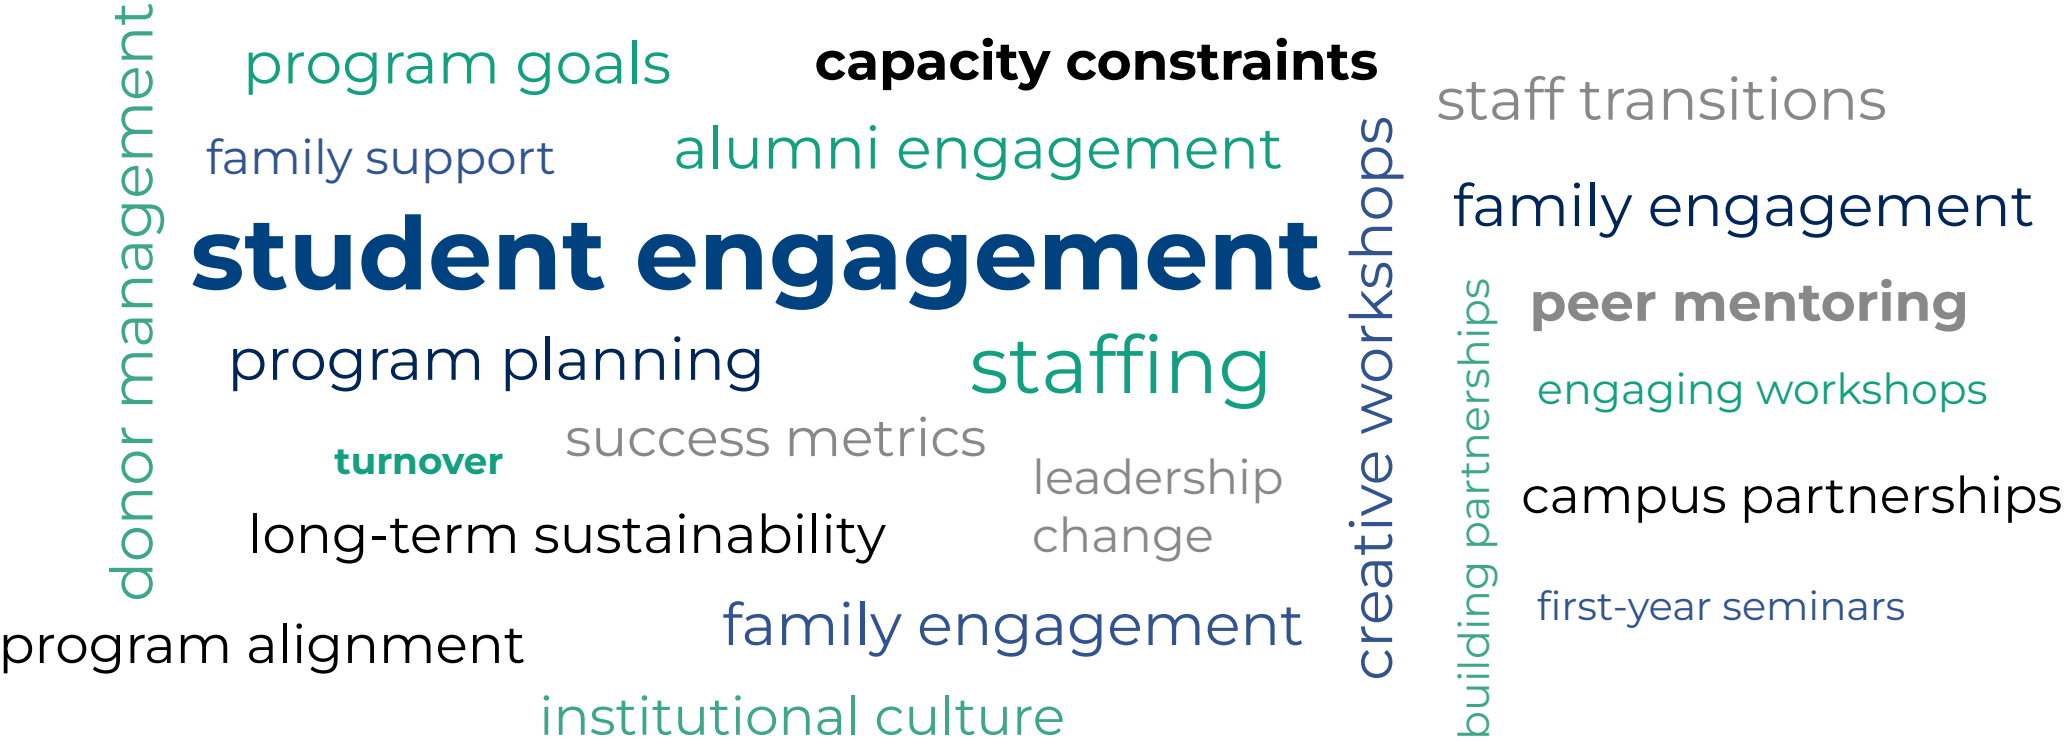 donor management
program goals
capacity constraints
staff transitions
family support
alumni engagement
creative workshops
family engagement
student engagement
peer mentoring
program planning
staffing
building partnerships
engaging workshops
success metrics
turnover
leadership
change
campus partnerships
long-term sustainability
first-year seminars
program alignment
family engagement
institutional culture